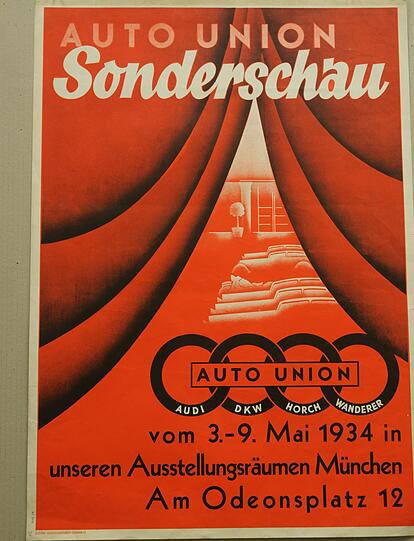 AUTO UNION
Sonderschau
AUTO UNION
AUDI DKW HORCH WANDERER
vom 3.-9. Mai 1934 in
unseren Ausstellungsräumen München
Am Odeonsplatz 12